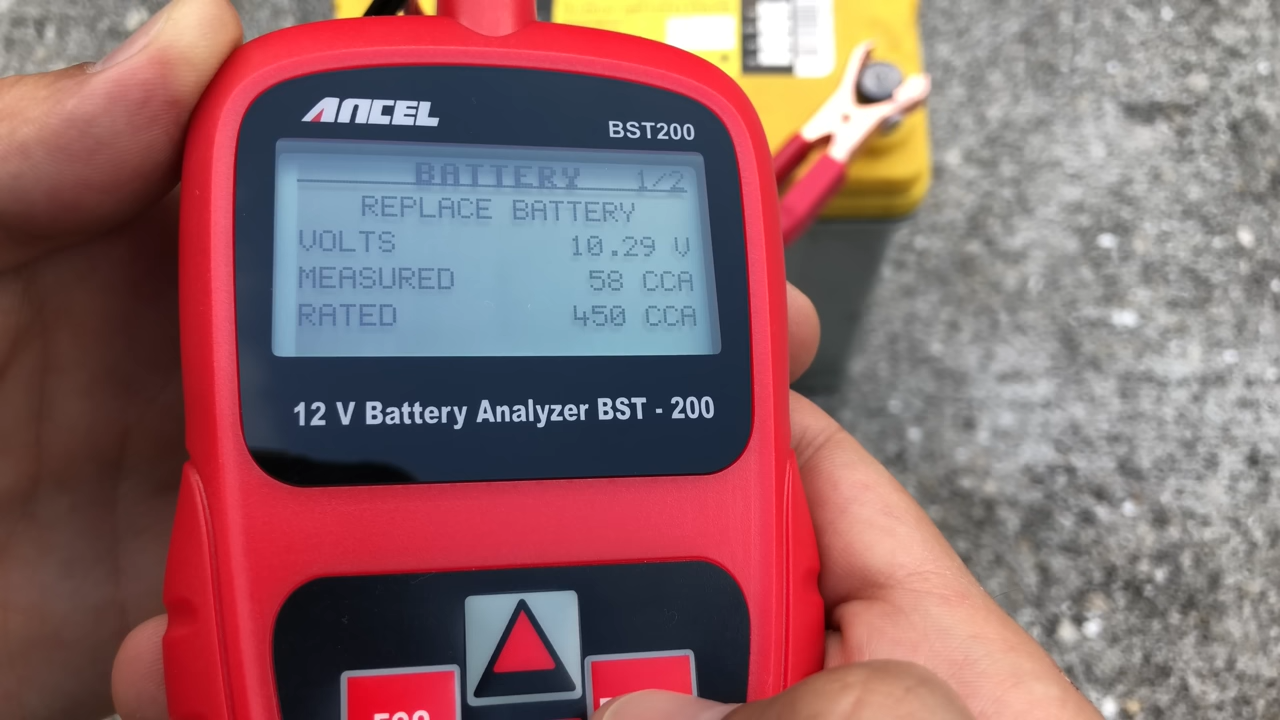 ANCEL
BST200
BATTERY 1/2
REPLACE BATTERY
VOLTS 10.29 V
MEASURED 58 CCA
RATED 450 CCA
12 V Battery Analyzer BST - 200